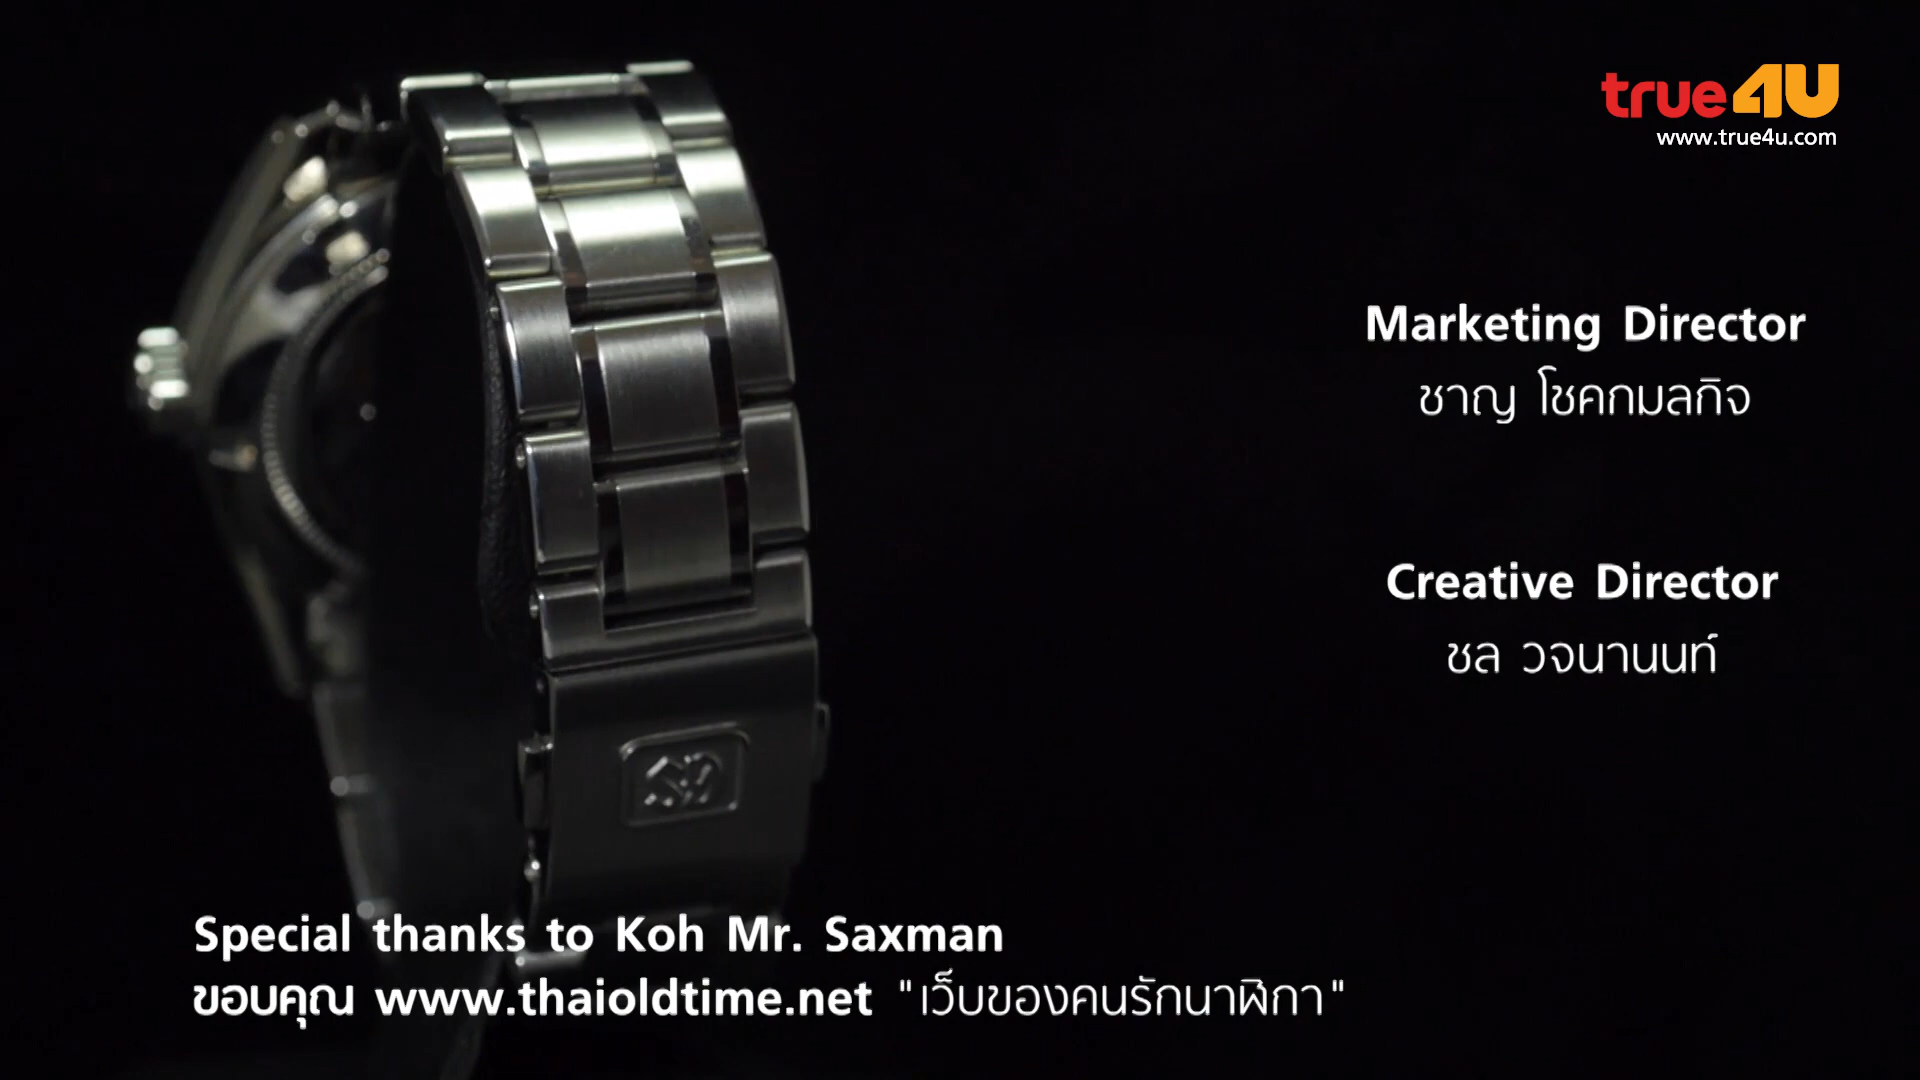 true4U
www.true4u.com
Marketing Director
ชาญ โชคกมลกิจ
Creative Director
ชล วจนานนท์
Special thanks to Koh Mr. Saxman
ขอบคุณ www.thaioldtime.net "เว็บของคนรักนาฬิกา"